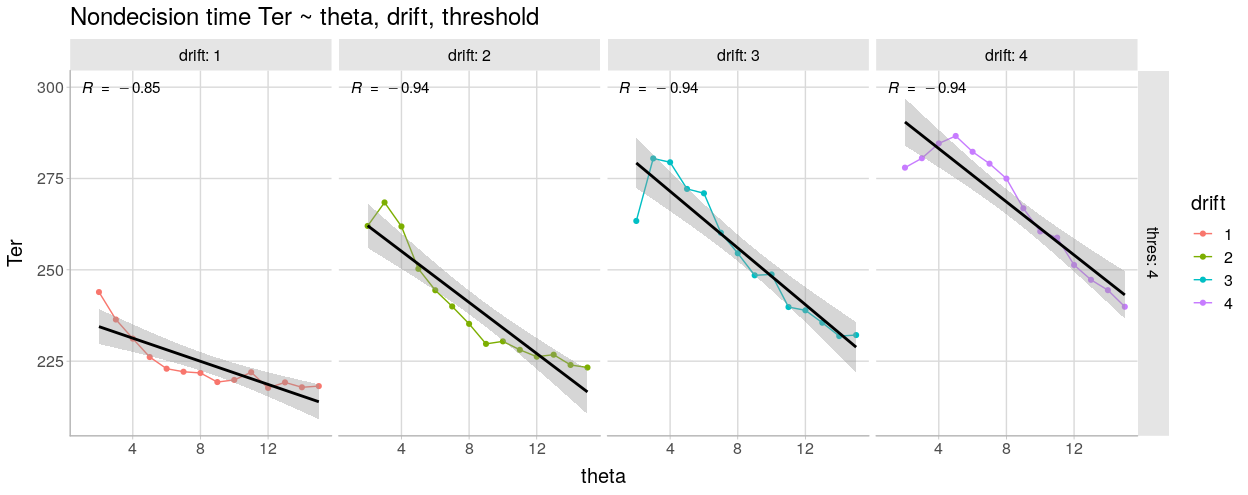 Nondecision time Ter ~ theta, drift, threshold
drift: 1
drift: 2
drift: 3
drift: 4
R = −0.85
R = −0.94
R = −0.94
R = −0.94
300
275
250
225
Ter
4
8
12
4
8
12
4
8
12
4
8
12
theta
thres: 4
drift
1
2
3
4